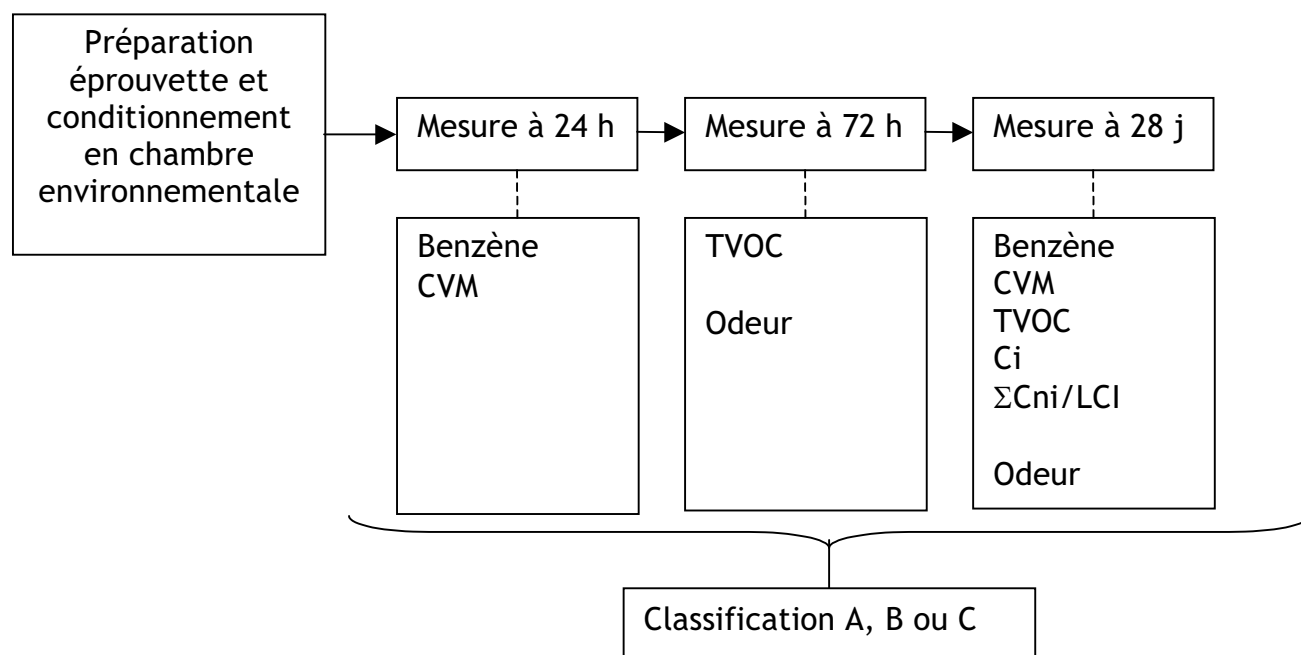 Préparation
éprouvette et
conditionnement
en chambre
environnementale
Mesure à 24 h
Mesure à 72 h
Mesure à 28 j
Benzène
CVM
TVOC
Odeur
Benzène
CVM
TVOC
Ci
ΣCni/LCI
Odeur
Classification A, B ou C